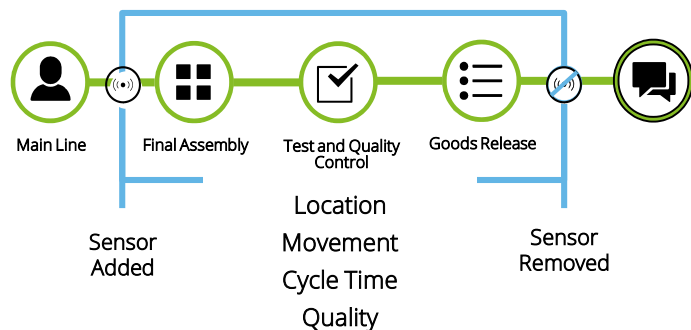 Main Line
Final Assembly
Test and Quality
Control
Goods Release
Location
Movement
Cycle Time
Quality
Sensor
Added
Sensor
Removed